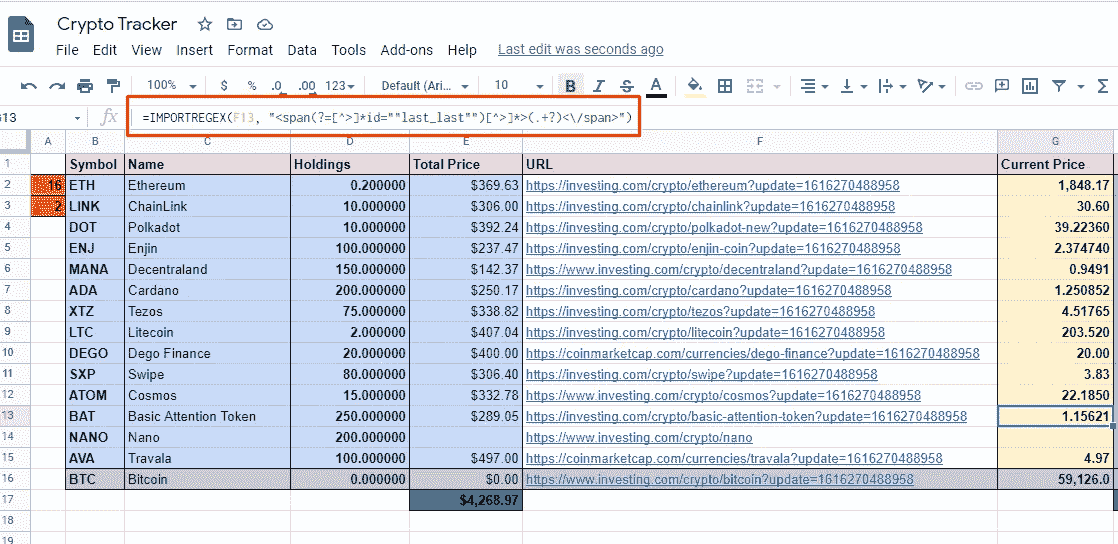 Crypto Tracker
File Edit View Insert Format Data Tools Add-ons Help Last edit was seconds ago
100% $ % .0 .00 123 Default (Ari... 10 B I S A
13 fx =IMPORTREGEX(F13, "<span(?=[^>]*id=""last_last"")[^>]*>(.+?)<\/span>")
A B C D E F G
1 Symbol Name Holdings Total Price URL Current Price
2 16 ETH Ethereum 0.200000 $369.63 https://investing.com/crypto/ethereum?update=1616270488958 1,848.17
3 2 LINK ChainLink 10.000000 $306.00 https://investing.com/crypto/chainlink?update=1616270488958 30.60
4 DOT Polkadot 10.000000 $392.24 https://investing.com/crypto/polkadot-new?update=1616270488958 39.22360
5 ENJ Enjin 100.000000 $237.47 https://investing.com/crypto/enjin-coin?update=1616270488958 2.374740
6 MANA Decentraland 150.000000 $142.37 https://www.investing.com/crypto/decentraland?update=1616270488958 0.9491
7 ADA Cardano 200.000000 $250.17 https://investing.com/crypto/cardano?update=1616270488958 1.250852
8 XTZ Tezos 75.000000 $338.82 https://investing.com/crypto/tezos?update=1616270488958 4.51765
9 LTC Litecoin 2.000000 $407.04 https://investing.com/crypto/litecoin?update=1616270488958 203.520
10 DEGO Dego Finance 20.000000 $400.00 https://coinmarketcap.com/currencies/dego-finance?update=1616270488958 20.00
11 SXP Swipe 80.000000 $306.40 https://investing.com/crypto/swipe?update=1616270488958 3.83
12 ATOM Cosmos 15.000000 $332.78 https://www.investing.com/crypto/cosmos?update=1616270488958 22.1850
13 BAT Basic Attention Token 250.000000 $289.05 https://investing.com/crypto/basic-attention-token?update=1616270488958 1.15621
14 NANO Nano 200.000000 https://www.investing.com/crypto/nano
15 AVA Travala 100.000000 $497.00 https://coinmarketcap.com/currencies/travala?update=1616270488958 4.97
16 BTC Bitcoin 0.000000 $0.00 https://www.investing.com/crypto/bitcoin?update=1616270488958 59,126.0
17 $4,268.97
18
19